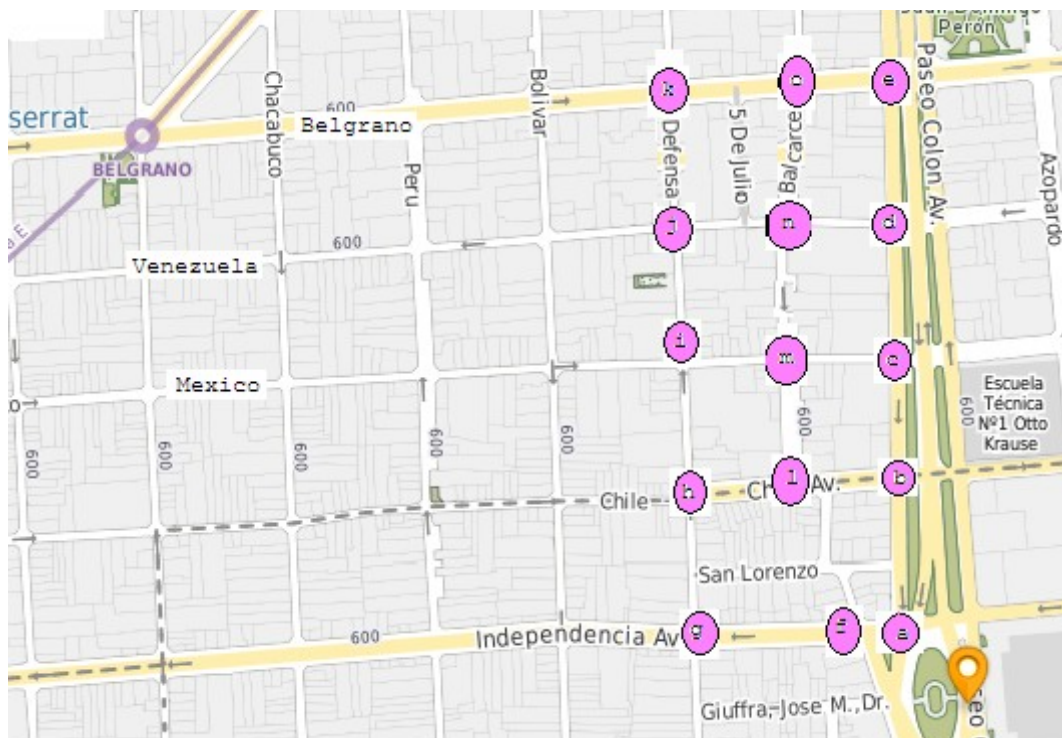 Perón
serrat
BELGRANO
Chacabuco
600
Belgrano
Peru
Bolivar
k
Defensa
5 De Julio
o
Balcarce
e
Paseo Colon Av.
Azopardo
j
n
d
600
Venezuela
i
m
c
Mexico
600
600
600
600
600
600
600
Escuela
Técnica
Nº1 Otto
Krause
h
l
b
Chile
Av.
San Lorenzo
600
Independencia Av
g
f
a
Giuffra, Jose M., Dr.